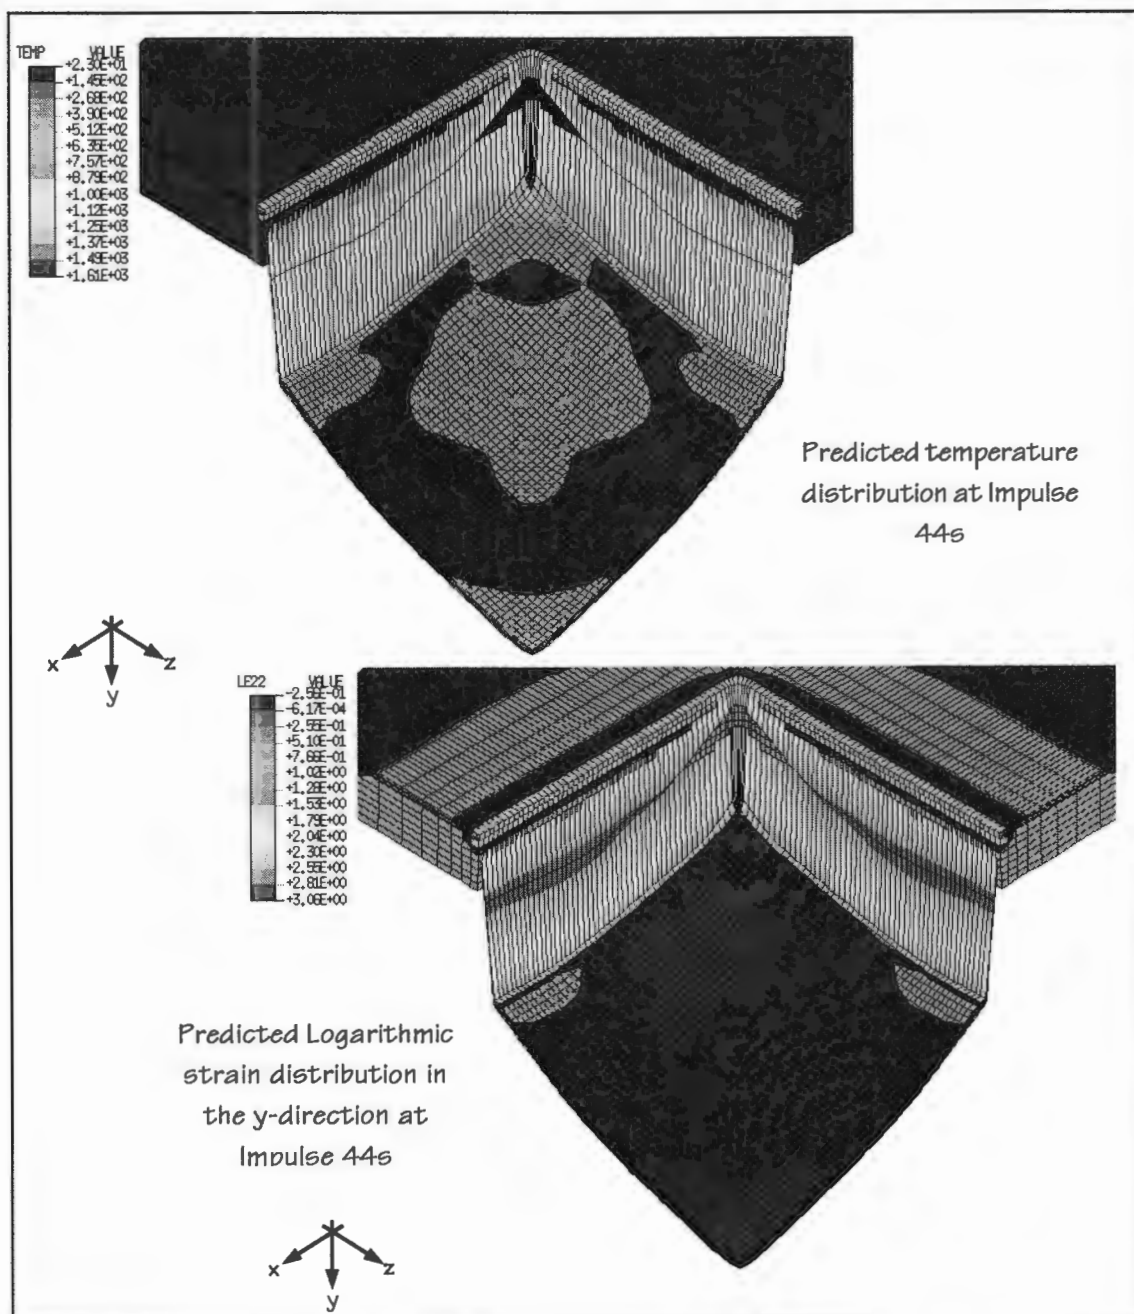 TEMP VALUE
+2.30E+01
+1.45E+02
+2.68E+02
+3.90E+02
+5.12E+02
+6.35E+02
+7.57E+02
+8.79E+02
+1.00E+03
+1.12E+03
+1.25E+03
+1.37E+03
+1.49E+03
+1.61E+03
Predicted temperature
distribution at Impulse
44s
x
z
y
LE22 VALUE
-2.56E-01
-6.17E-04
+2.55E-01
+5.10E-01
+7.66E-01
+1.02E+00
+1.28E+00
+1.53E+00
+1.79E+00
+2.04E+00
+2.30E+00
+2.55E+00
+2.81E+00
+3.06E+00
Predicted Logarithmic
strain distribution in
the y-direction at
Impulse 44s
x
z
y